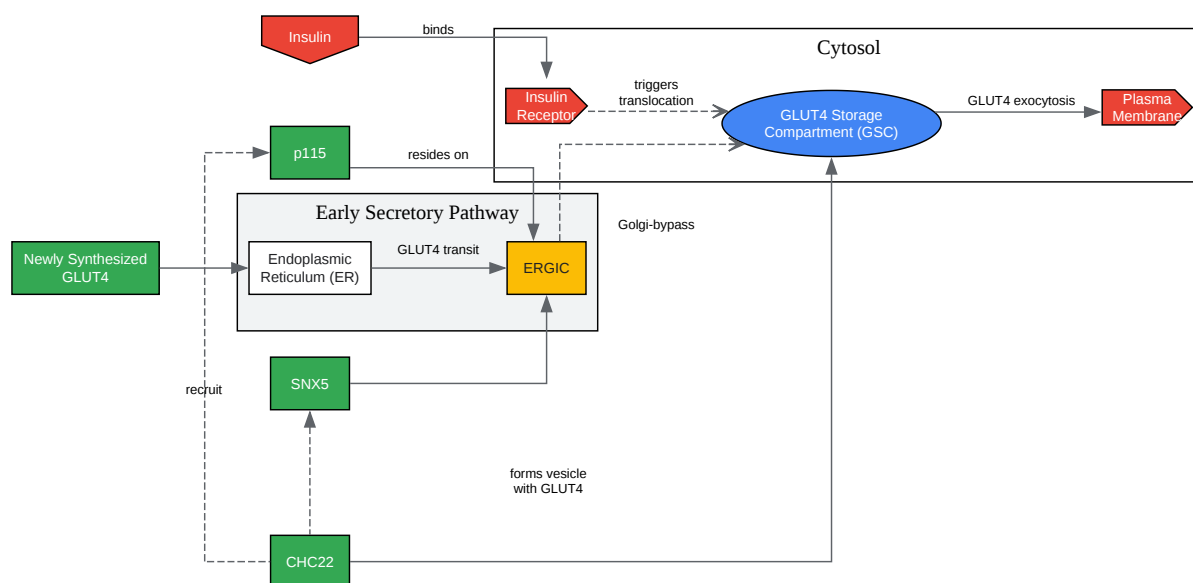 Insulin
binds
Cytosol
Insulin
Receptor
triggers
translocation
GLUT4 Storage
Compartment (GSC)
GLUT4 exocytosis
Plasma
Membrane
p115
resides on
Early Secretory Pathway
Golgi-bypass
Newly Synthesized
GLUT4
Endoplasmic
Reticulum (ER)
GLUT4 transit
ERGIC
SNX5
recruit
forms vesicle
with GLUT4
CHC22